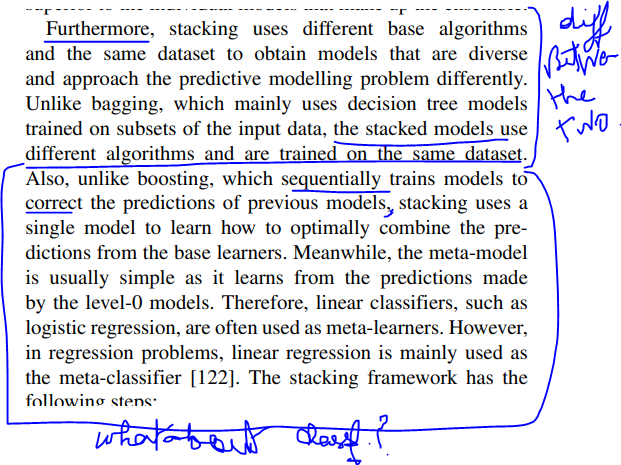 Furthermore, stacking uses different base algorithms
and the same dataset to obtain models that are diverse
and approach the predictive modelling problem differently.
Unlike bagging, which mainly uses decision tree models
trained on subsets of the input data, the stacked models use
different algorithms and are trained on the same dataset.
Also, unlike boosting, which sequentially trains models to
correct the predictions of previous models, stacking uses a
single model to learn how to optimally combine the pre-
dictions from the base learners. Meanwhile, the meta-model
is usually simple as it learns from the predictions made
by the level-0 models. Therefore, linear classifiers, such as
logistic regression, are often used as meta-learners. However,
in regression problems, linear regression is mainly used as
the meta-classifier [122]. The stacking framework has the
following steps:
diff
the
two.
what about